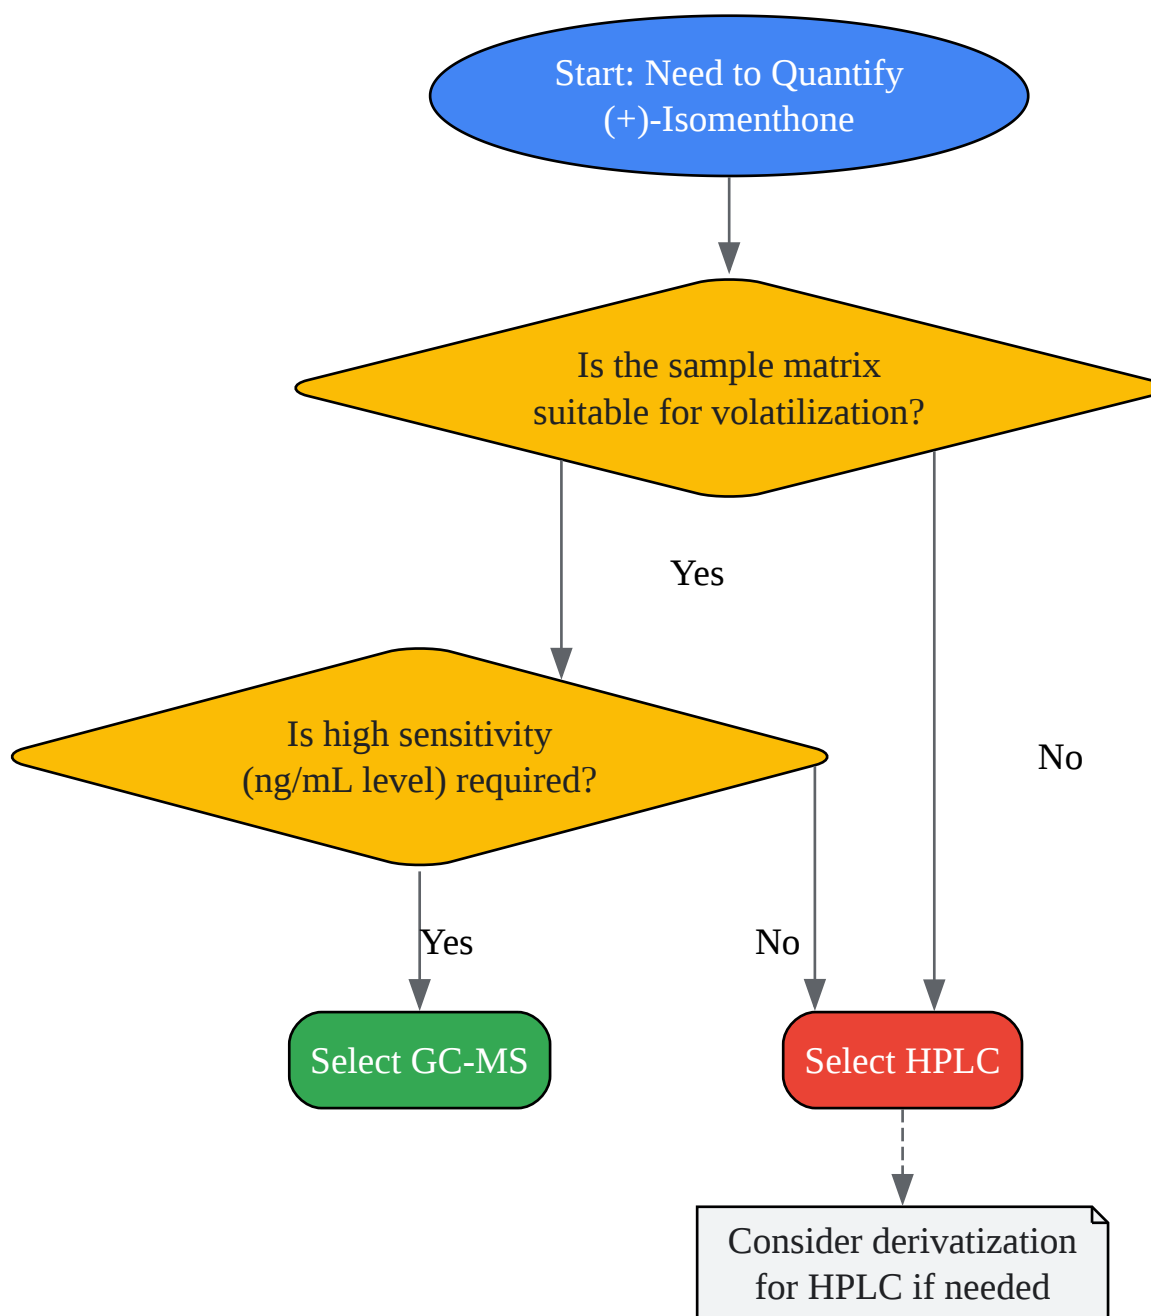 Start: Need to Quantify
(+)-Isomenthone
Is the sample matrix
suitable for volatilization?
Yes
No
Is high sensitivity
(ng/mL level) required?
Yes
No
Select GC-MS
Select HPLC
Consider derivatization
for HPLC if needed